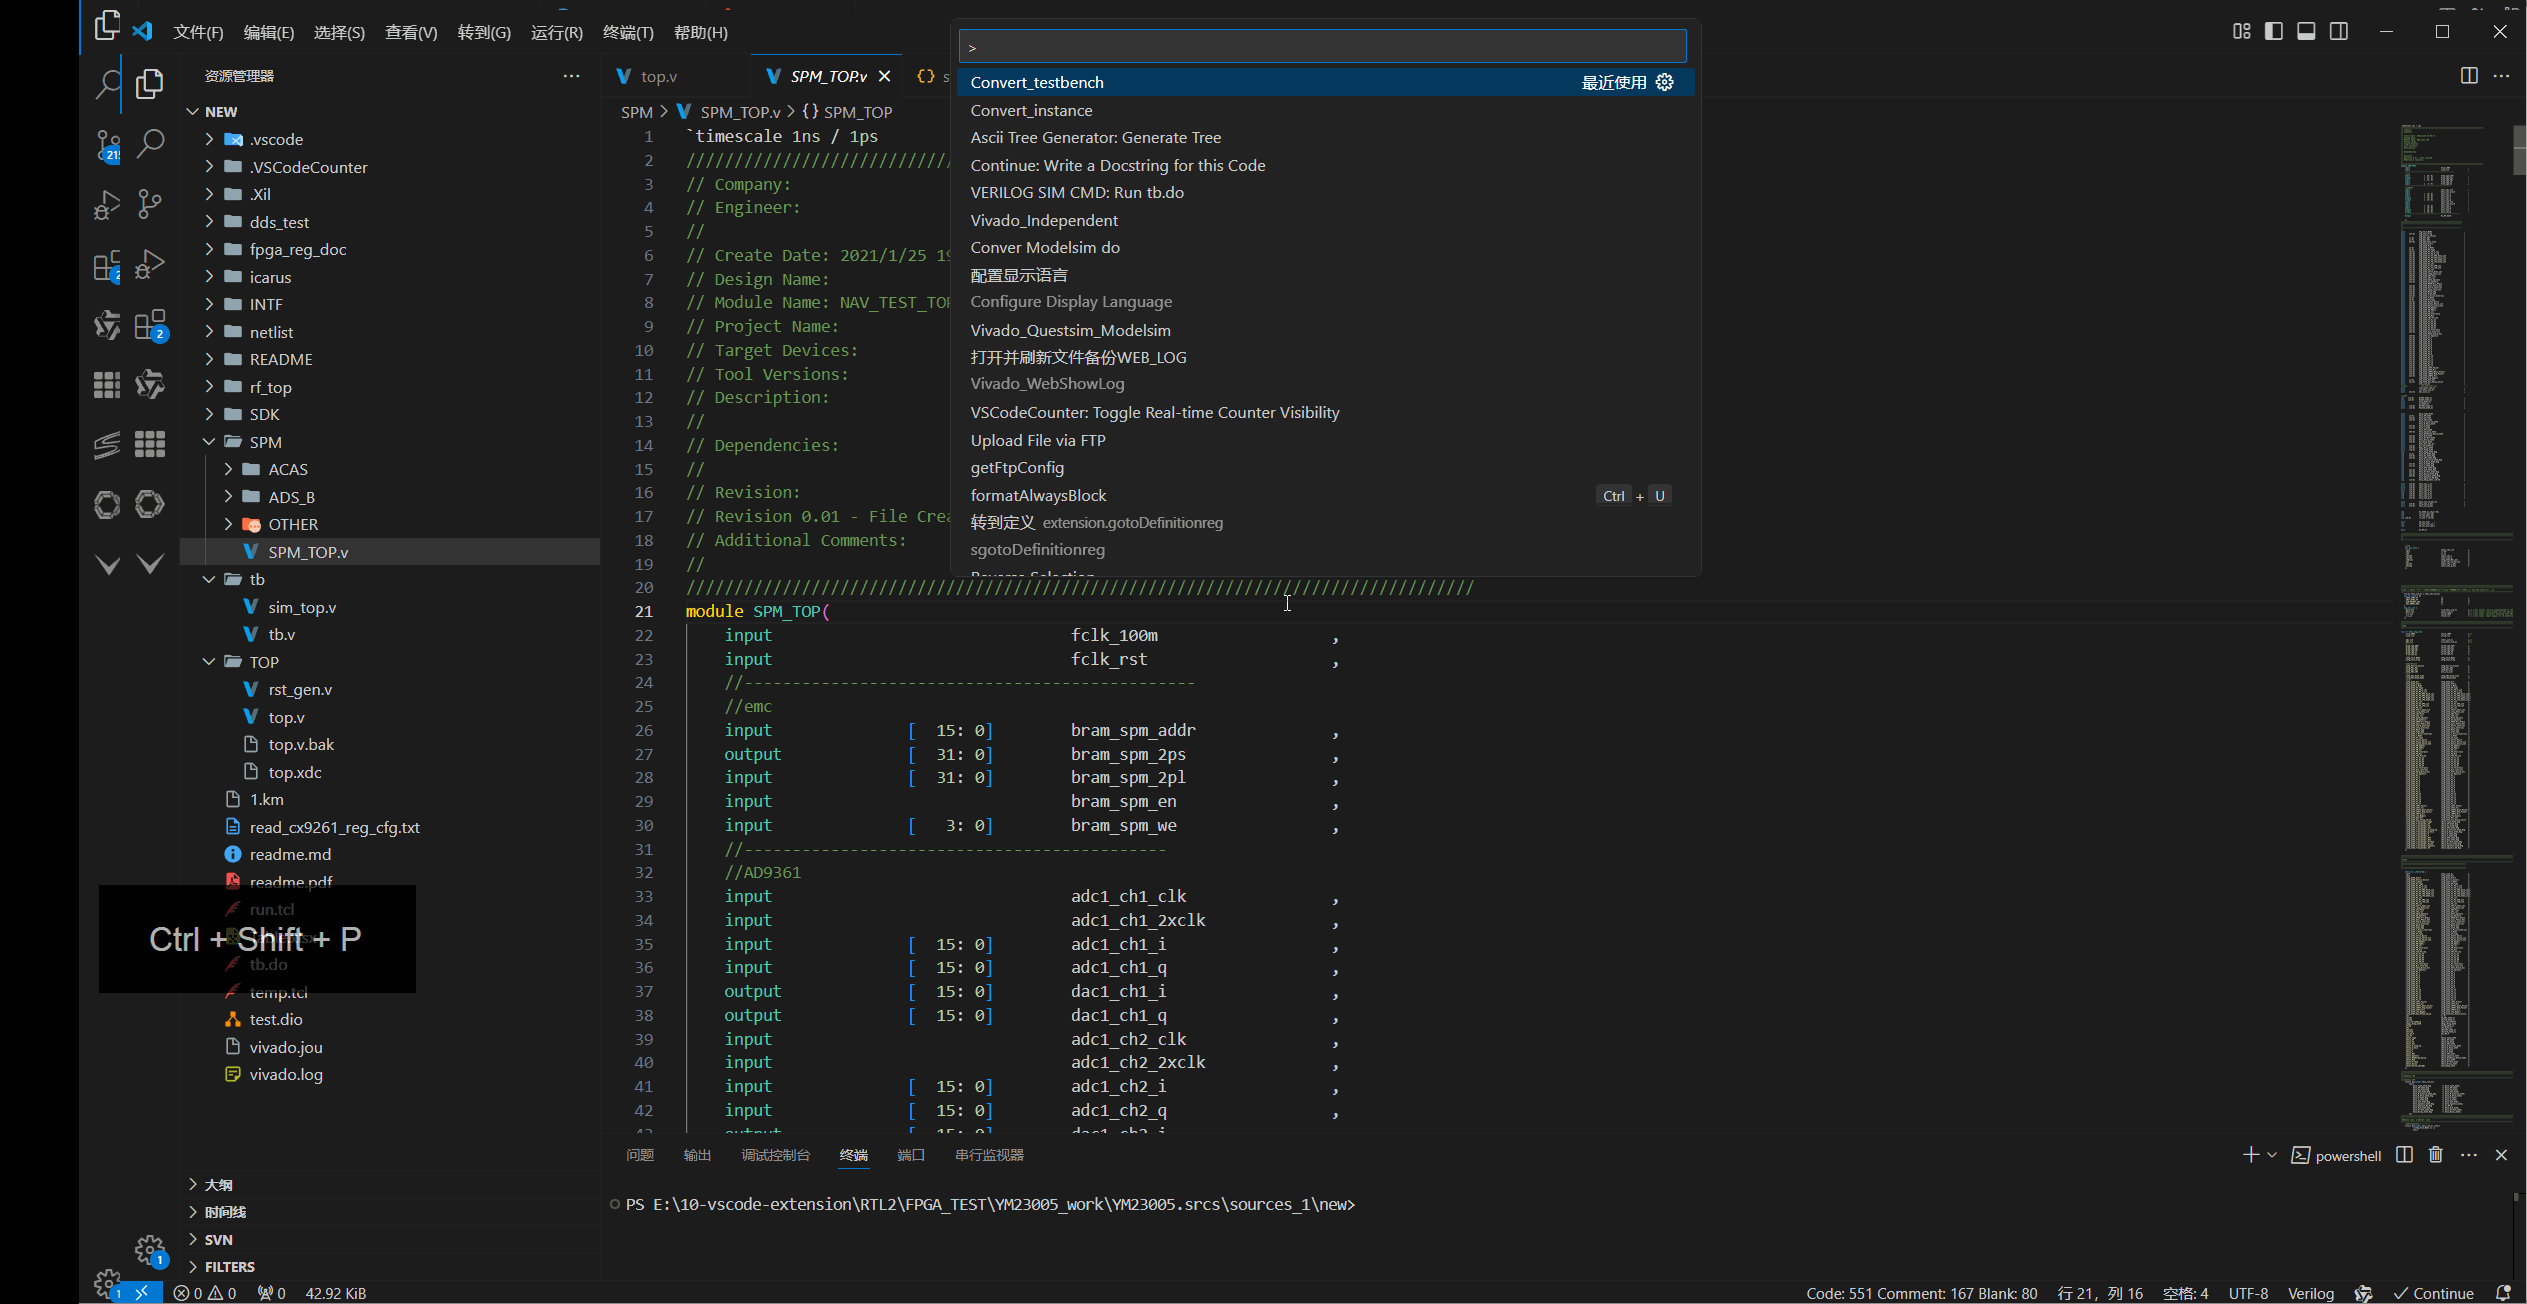 文件(F) 编辑(E) 选择(S) 查看(V) 转到(G) 运行(R) 终端(T) 帮助(H)
>
Convert_testbench 最近使用
Convert_instance
Ascii Tree Generator: Generate Tree
Continue: Write a Docstring for this Code
VERILOG SIM CMD: Run tb.do
Vivado_Independent
Conver Modelsim do
配置显示语言
Configure Display Language
Vivado_Questsim_Modelsim
打开并刷新文件备份WEB_LOG
Vivado_WebShowLog
VSCodeCounter: Toggle Real-time Counter Visibility
Upload File via FTP
getFtpConfig
formatAlwaysBlock Ctrl + U
转到定义 extension.gotoDefinitionreg
sgotoDefinitionreg
Reverse Selection
资源管理器
NEW
.vscode
.VSCodeCounter
.Xil
dds_test
fpga_reg_doc
icarus
INTF
netlist
README
rf_top
SDK
SPM
ACAS
ADS_B
OTHER
SPM_TOP.v
tb
sim_top.v
tb.v
TOP
rst_gen.v
top.v
top.v.bak
top.xdc
1.km
read_cx9261_reg_cfg.txt
readme.md
readme.pdf
run.tcl
tb.do
temp.tcl
test.dio
vivado.jou
vivado.log
Ctrl + Shift + P
大纲
时间线
SVN
FILTERS
top.v SPM_TOP.v s
SPM > SPM_TOP.v > {} SPM_TOP
1 `timescale 1ns / 1ps
2 ////////////////////////////
3 // Company:
4 // Engineer:
5 //
6 // Create Date: 2021/1/25 19
7 // Design Name:
8 // Module Name: NAV_TEST_TOP
9 // Project Name:
10 // Target Devices:
11 // Tool Versions:
12 // Description:
13 //
14 // Dependencies:
15 //
16 // Revision:
17 // Revision 0.01 - File Crea
18 // Additional Comments:
19 //
20 //////////////////////////////////////////////////////////////////////////////////
21 module SPM_TOP(
22 input fclk_100m ,
23 input fclk_rst ,
24 //-----------------------------------------------
25 //emc
26 input [ 15: 0] bram_spm_addr ,
27 output [ 31: 0] bram_spm_2ps ,
28 input [ 31: 0] bram_spm_2pl ,
29 input bram_spm_en ,
30 input [ 3: 0] bram_spm_we ,
31 //--------------------------------------------
32 //AD9361
33 input adc1_ch1_clk ,
34 input adc1_ch1_2xclk ,
35 input [ 15: 0] adc1_ch1_i ,
36 input [ 15: 0] adc1_ch1_q ,
37 output [ 15: 0] dac1_ch1_i ,
38 output [ 15: 0] dac1_ch1_q ,
39 input adc1_ch2_clk ,
40 input adc1_ch2_2xclk ,
41 input [ 15: 0] adc1_ch2_i ,
42 input [ 15: 0] adc1_ch2_q ,
43 output [ 15: 0] dac1_ch2_i
问题 输出 调试控制台 终端 端口 串行监视器 powershell
PS E:\10-vscode-extension\RTL2\FPGA_TEST\YM23005_work\YM23005.srcs\sources_1\new>
0 0 0 42.92 KiB Code: 551 Comment: 167 Blank: 80 行 21，列 16 空格: 4 UTF-8 Verilog Continue